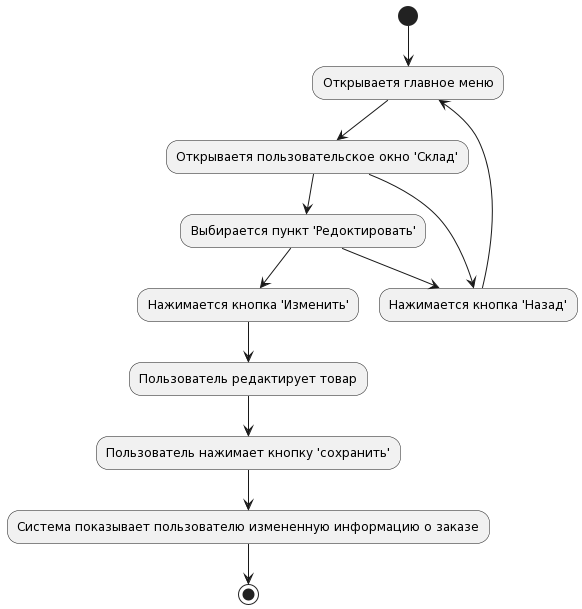 Открываетя главное меню
Открываетя пользовательское окно 'Склад'
Выбирается пункт 'Редоктировать'
Нажимается кнопка 'Изменить'
Нажимается кнопка 'Назад'
Пользователь редактирует товар
Пользователь нажимает кнопку 'сохранить'
Система показывает пользователю измененную информацию о заказе